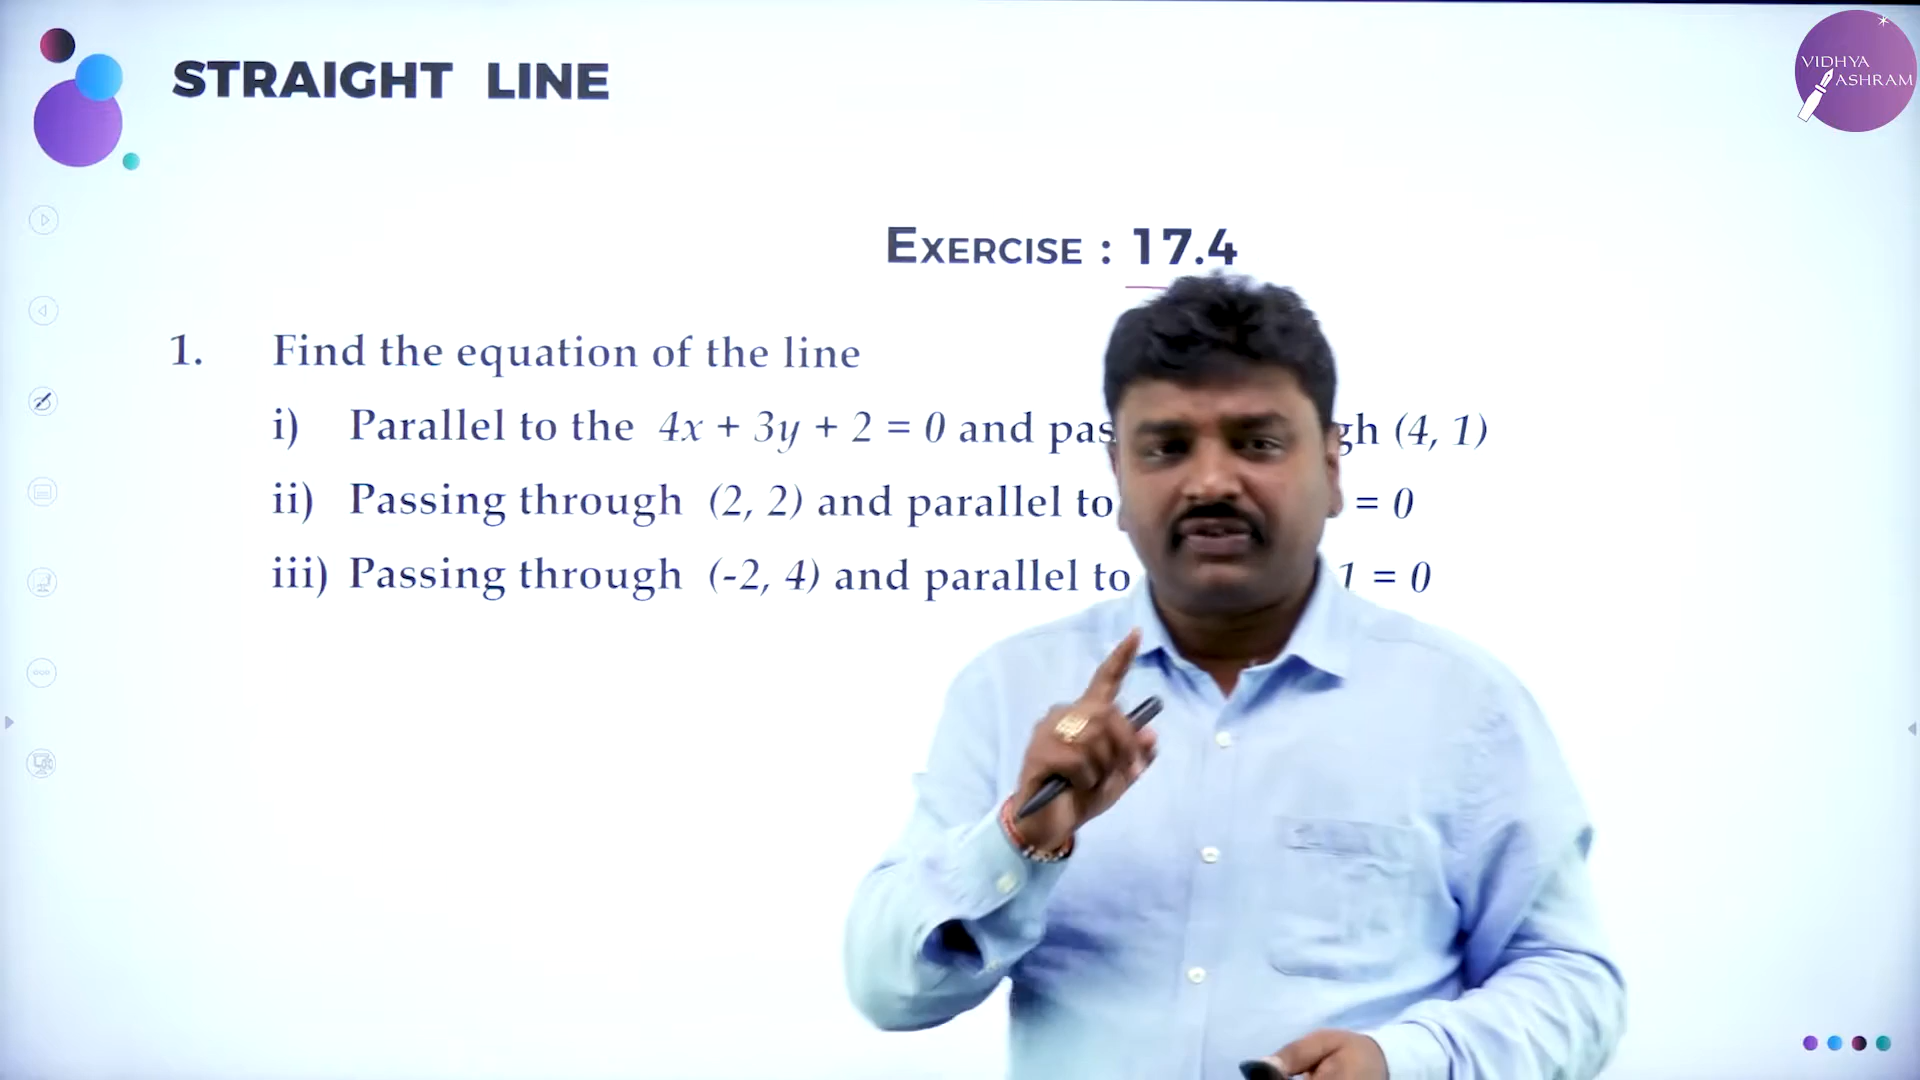 STRAIGHT LINE
VIDHYA
ASHRAM
EXERCISE : 17.4
1. Find the equation of the line
i) Parallel to the 4x + 3y + 2 = 0 and (4, 1)
ii) Passing through (2, 2) and parallel to = 0
iii) Passing through (-2, 4) and parallel to 1 = 0